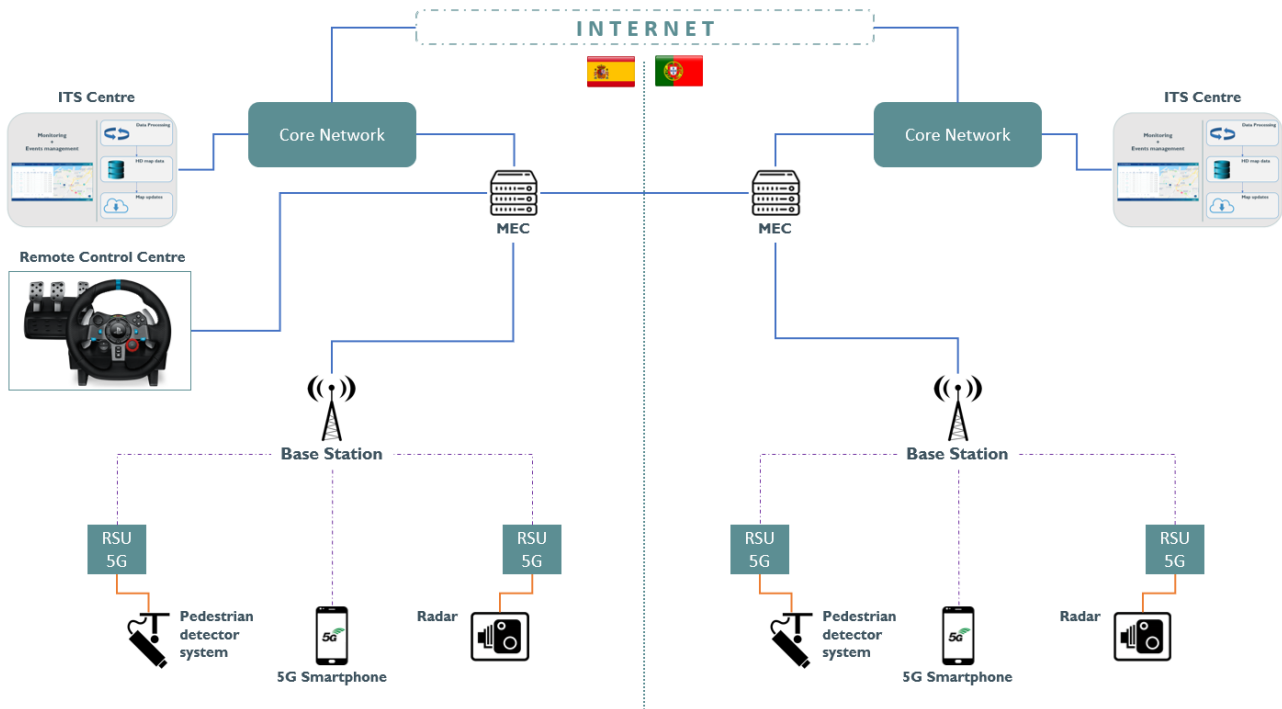 INTERNET
ITS Centre
ITS Centre
Core Network
Core Network
Monitoring
+
Events management
Data Processing
HD map data
Map updates
Monitoring
+
Events management
Data Processing
HD map data
Map updates
MEC
MEC
Remote Control Centre
Base Station
Base Station
RSU
5G
RSU
5G
RSU
5G
RSU
5G
Pedestrian
detector
system
5G
5G Smartphone
Radar
Pedestrian
detector
system
5G
5G Smartphone
Radar